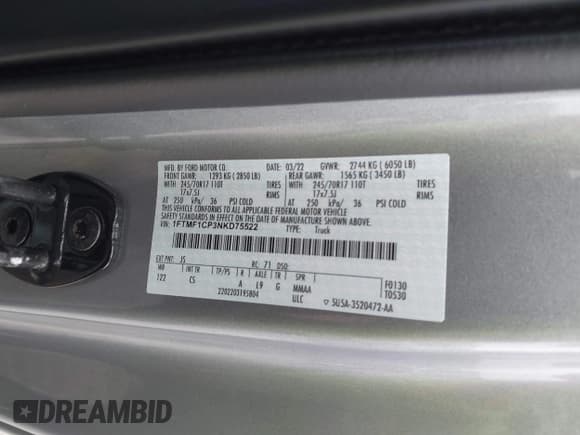 MFD. BY FORD MOTOR CO. DATE: 03/22 GVWR: 2744 KG ( 6050 LB)
FRONT GAWR: 1293 KG ( 2850 LB) REAR GAWR: 1565 KG ( 3450 LB)
WITH 245/70R17 110T TIRES WITH 245/70R17 110T TIRES
17x7.5J RIMS 17x7.5J RIMS
AT 250 kPa/ 36 PSI COLD AT 250 kPa/ 36 PSI COLD
THIS VEHICLE CONFORMS TO ALL APPLICABLE FEDERAL MOTOR VEHICLE
SAFETY STANDARDS IN EFFECT ON THE DATE OF MANUFACTURE SHOWN ABOVE.
VIN: 1FTMF1CP3NKD75522 TYPE: Truck
EXT PNT: JS RC: 71 DSO: F0130
WB INT TR TP/PS R AXLE TR SPR T0530
122 CS A L9 G MMAA
2202203195804 ULC ▽ 5U5A-3520472-AA
DREAMBID